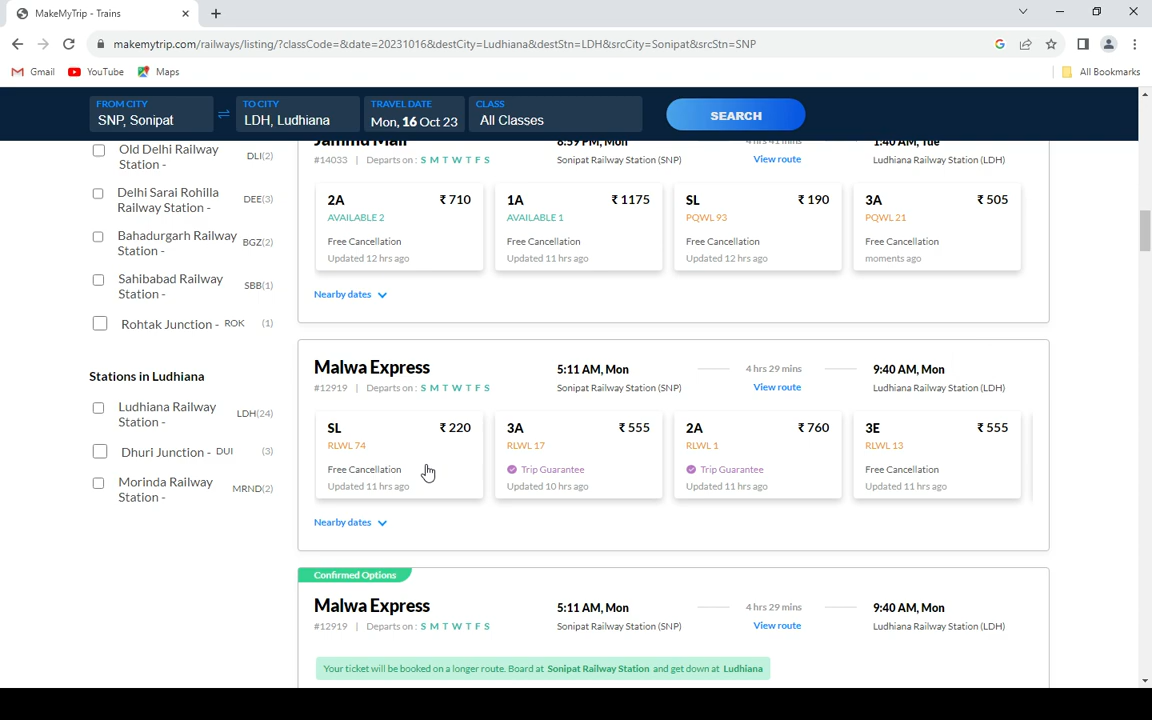 MakeMyTrip - Trains
makemytrip.com/railways/listing/?classCode=&date=20231016&destCity=Ludhiana&destStn=LDH&srcCity=Sonipat&srcStn=SNP
Gmail
YouTube
Maps
All Bookmarks
FROM CITY
SNP, Sonipat
TO CITY
LDH, Ludhiana
TRAVEL DATE
Mon, 16 Oct 23
CLASS
All Classes
SEARCH
Old Delhi Railway
Station -
DLI(2)
Delhi Sarai Rohilla
Railway Station -
DEE(3)
Bahadurgarh Railway
Station -
BGZ(2)
Sahibabad Railway
Station -
SBB(1)
Rohtak Junction - ROK (1)
Stations in Ludhiana
Ludhiana Railway
Station -
LDH(24)
Dhuri Junction - DUI (3)
Morinda Railway
Station -
MRND(2)
Jammu Mail
8:59 PM, Mon
4 hrs 41 mins
1:40 AM, Tue
#14033 | Departs on : S M T W T F S
Sonipat Railway Station (SNP)
View route
Ludhiana Railway Station (LDH)
2A ₹ 710
AVAILABLE 2
Free Cancellation
Updated 12 hrs ago
1A ₹ 1175
AVAILABLE 1
Free Cancellation
Updated 11 hrs ago
SL ₹ 190
PQWL 93
Free Cancellation
Updated 12 hrs ago
3A ₹ 505
PQWL 21
Free Cancellation
moments ago
Nearby dates
Malwa Express
5:11 AM, Mon
4 hrs 29 mins
9:40 AM, Mon
#12919 | Departs on : S M T W T F S
Sonipat Railway Station (SNP)
View route
Ludhiana Railway Station (LDH)
SL ₹ 220
RLWL 74
Free Cancellation
Updated 11 hrs ago
3A ₹ 555
RLWL 17
Trip Guarantee
Updated 10 hrs ago
2A ₹ 760
RLWL 1
Trip Guarantee
Updated 11 hrs ago
3E ₹ 555
RLWL 13
Free Cancellation
Updated 11 hrs ago
Nearby dates
Confirmed Options
Malwa Express
5:11 AM, Mon
4 hrs 29 mins
9:40 AM, Mon
#12919 | Departs on : S M T W T F S
Sonipat Railway Station (SNP)
View route
Ludhiana Railway Station (LDH)
Your ticket will be booked on a longer route. Board at Sonipat Railway Station and get down at Ludhiana